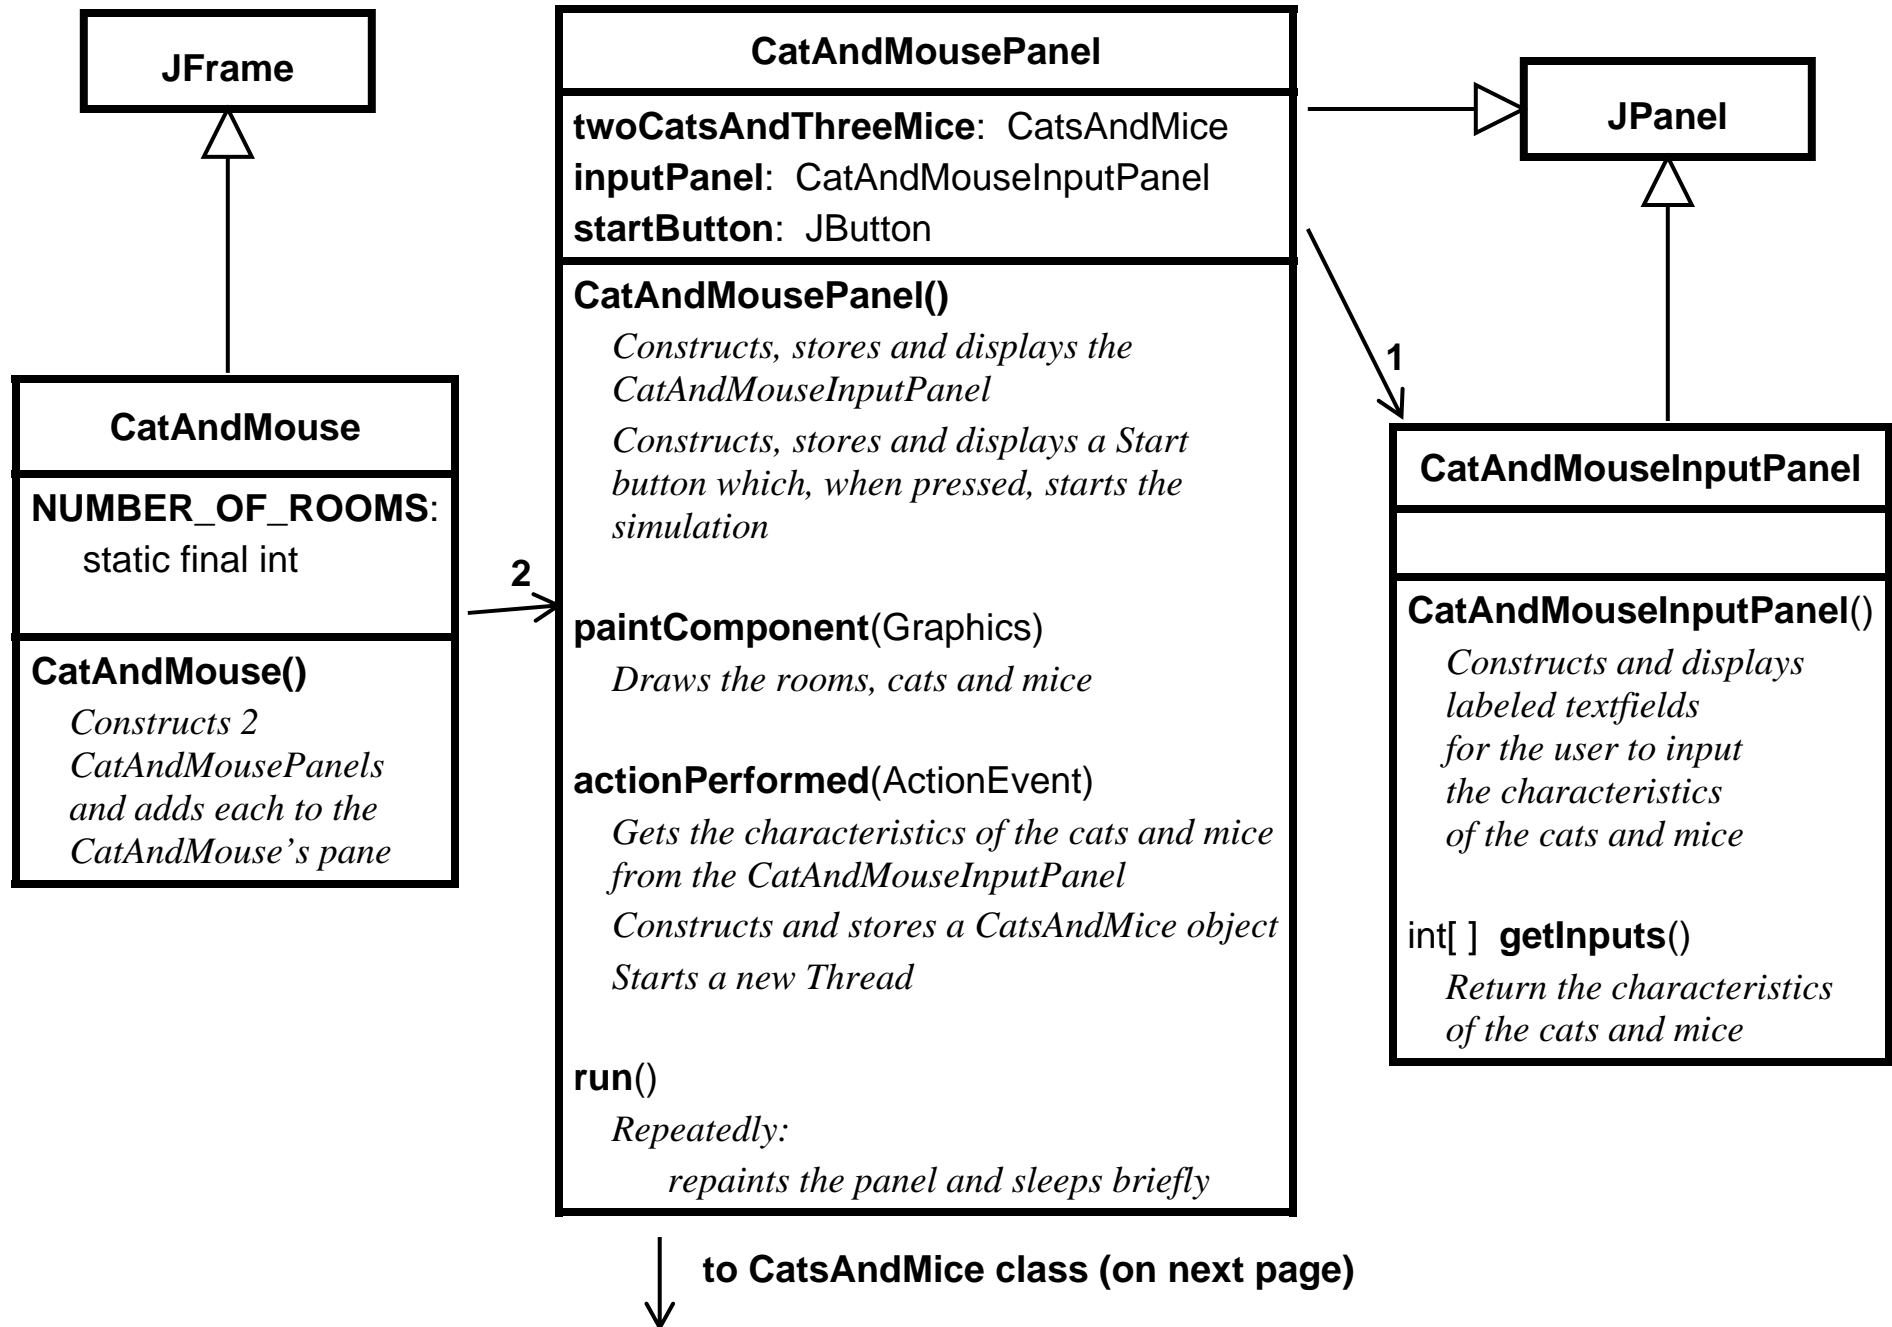 JFrame
CatAndMouse
NUMBER_OF_ROOMS:
static final int
CatAndMouse()
Constructs 2
CatAndMousePanels
and adds each to the
CatAndMouse’s pane
2
CatAndMousePanel
twoCatsAndThreeMice: CatsAndMice
inputPanel: CatAndMouseInputPanel
startButton: JButton
CatAndMousePanel()
Constructs, stores and displays the
CatAndMouseInputPanel
Constructs, stores and displays a Start
button which, when pressed, starts the
simulation
paintComponent(Graphics)
Draws the rooms, cats and mice
actionPerformed(ActionEvent)
Gets the characteristics of the cats and mice
from the CatAndMouseInputPanel
Constructs and stores a CatsAndMice object
Starts a new Thread
run()
Repeatedly:
repaints the panel and sleeps briefly
to CatsAndMice class (on next page)
JPanel
1
CatAndMouseInputPanel
CatAndMouseInputPanel()
Constructs and displays
labeled textfields
for the user to input
the characteristics
of the cats and mice
int[ ] getInputs()
Return the characteristics
of the cats and mice